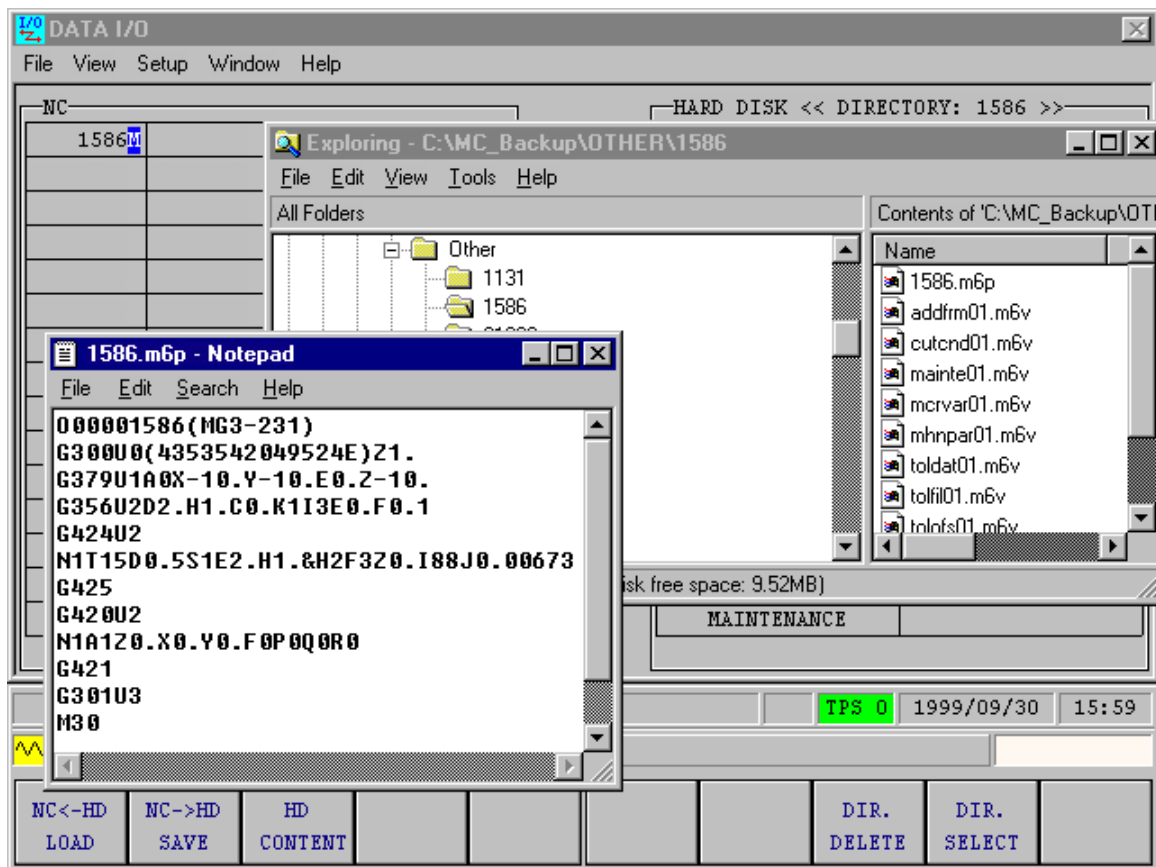 I/O DATA I/O
File View Setup Window Help
NC
HARD DISK << DIRECTORY: 1586 >>
1586M
Exploring - C:\MC_Backup\OTHER\1586
File Edit View Tools Help
All Folders
Contents of 'C:\MC_Backup\OT
Other
1131
1586
Name
1586.m6p
addfrm01.m6v
cutcnd01.m6v
mainte01.m6v
mcrvar01.m6v
mhnpar01.m6v
toldat01.m6v
tolfil01.m6v
tolofs01.m6v
isk free space: 9.52MB)
MAINTENANCE
1586.m6p - Notepad
File Edit Search Help
O00001586(MG3-231)
G300U0(4353542049524E)Z1.
G379U1A0X-10.Y-10.E0.Z-10.
G356U2D2.H1.C0.K1I3E0.F0.1
G424U2
N1T15D0.5S1E2.H1.&H2F3Z0.I88J0.00673
G425
G420U2
N1A1Z0.X0.Y0.F0P0Q0R0
G421
G301U3
M30
TPS 0 1999/09/30 15:59
NC<-HD LOAD
NC->HD SAVE
HD CONTENT
DIR. DELETE
DIR. SELECT